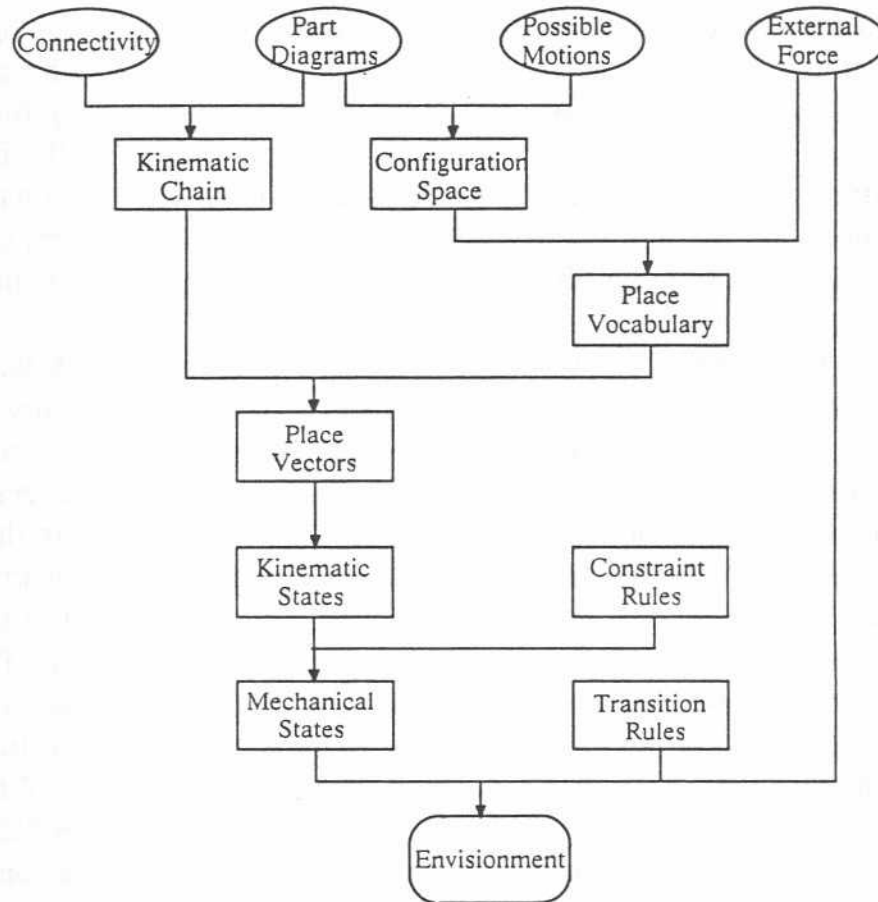 Connectivity
Part
Diagrams
Possible
Motions
External
Force
Kinematic
Chain
Configuration
Space
Place
Vocabulary
Place
Vectors
Kinematic
States
Constraint
Rules
Mechanical
States
Transition
Rules
Envisionment